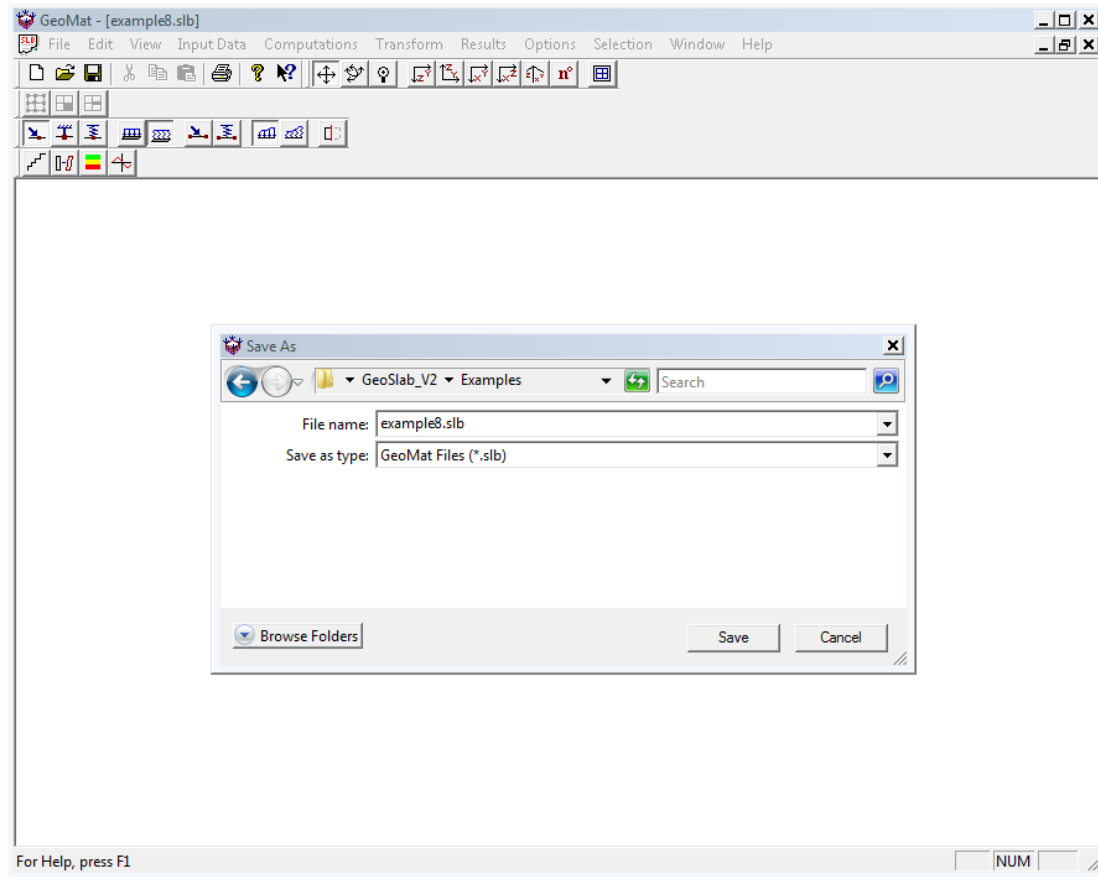 GeoMat - [example8.slb]
SLB File Edit View Input Data Computations Transform Results Options Selection Window Help
n°
Save As
GeoSlab_V2 Examples Search
File name: example8.slb
Save as type: GeoMat Files (*.slb)
Browse Folders Save Cancel
For Help, press F1 NUM